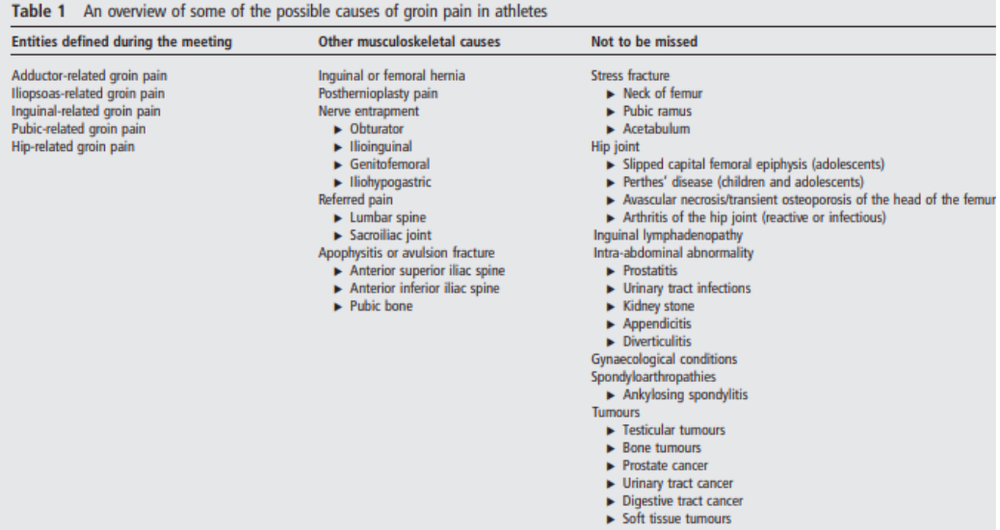 Table 1 An overview of some of the possible causes of groin pain in athletes
Entities defined during the meeting
Adductor-related groin pain
Iliopsoas-related groin pain
Inguinal-related groin pain
Pubic-related groin pain
Hip-related groin pain
Other musculoskeletal causes
Inguinal or femoral hernia
Posthernioplasty pain
Nerve entrapment
► Obturator
► Ilioinguinal
► Genitofemoral
► Iliohypogastric
Referred pain
► Lumbar spine
► Sacroiliac joint
Apophysitis or avulsion fracture
► Anterior superior iliac spine
► Anterior inferior iliac spine
► Pubic bone
Not to be missed
Stress fracture
► Neck of femur
► Pubic ramus
► Acetabulum
Hip joint
► Slipped capital femoral epiphysis (adolescents)
► Perthes' disease (children and adolescents)
► Avascular necrosis/transient osteoporosis of the head of the femur
► Arthritis of the hip joint (reactive or infectious)
Inguinal lymphadenopathy
Intra-abdominal abnormality
► Prostatitis
► Urinary tract infections
► Kidney stone
► Appendicitis
► Diverticulitis
Gynaecological conditions
Spondyloarthropathies
► Ankylosing spondylitis
Tumours
► Testicular tumours
► Bone tumours
► Prostate cancer
► Urinary tract cancer
► Digestive tract cancer
► Soft tissue tumours